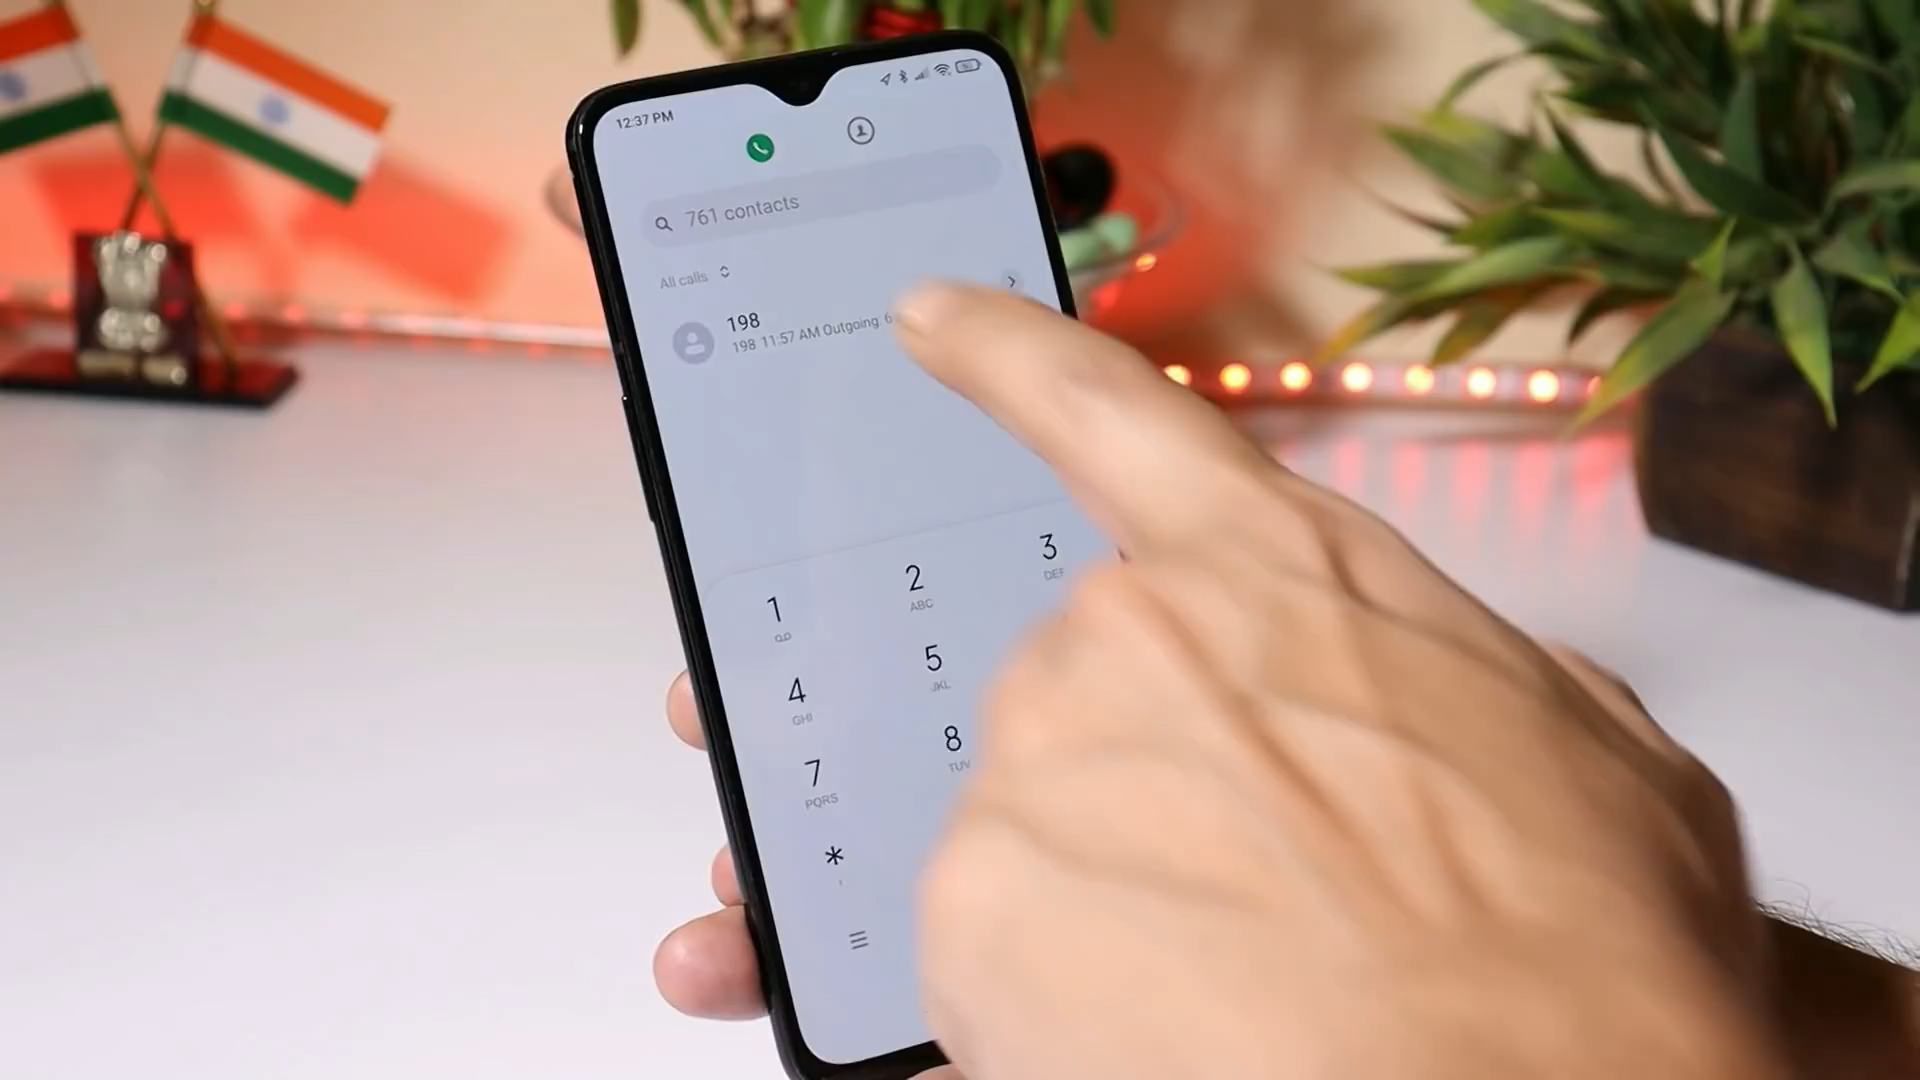 12:37 PM
761 contacts
All calls
198
198 11:57 AM Outgoing 6
1
2
ABC
3
DEF
4
GHI
5
JKL
7
PQRS
8
TUV
*
,